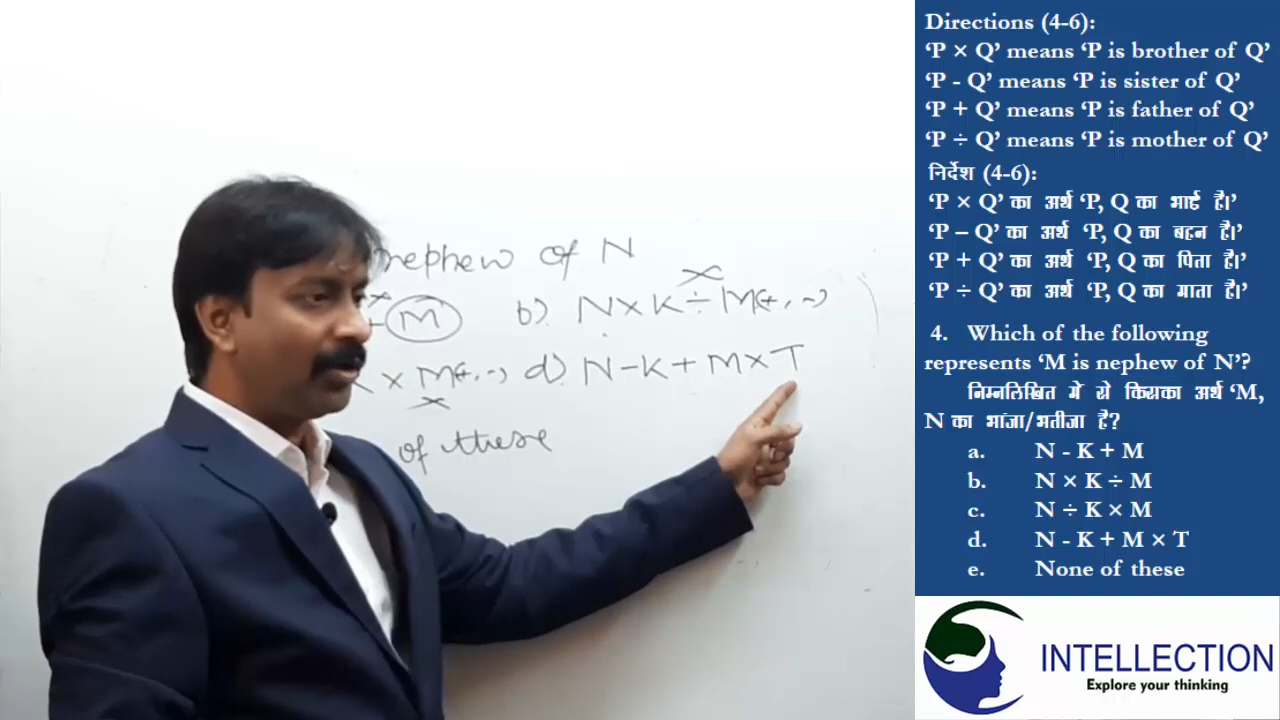 nephew of N
M b) N×K÷M(+,-)
× M(+,-) d) N-K+M×T
of these
Directions (4-6):
‘P × Q’ means ‘P is brother of Q’
‘P - Q’ means ‘P is sister of Q’
‘P + Q’ means ‘P is father of Q’
‘P ÷ Q’ means ‘P is mother of Q’
निर्देश (4-6):
‘P × Q’ का अर्थ ‘P, Q का भाई है।’
‘P – Q’ का अर्थ ‘P, Q का बहन है।’
‘P + Q’ का अर्थ ‘P, Q का पिता है।’
‘P ÷ Q’ का अर्थ ‘P, Q का माता है।’
4. Which of the following
represents ‘M is nephew of N’?
निम्नलिखित में से किसका अर्थ ‘M,
N का भांजा/भतीजा है?
a. N - K + M
b. N × K ÷ M
c. N ÷ K × M
d. N - K + M × T
e. None of these
INTELLECTION
Explore your thinking